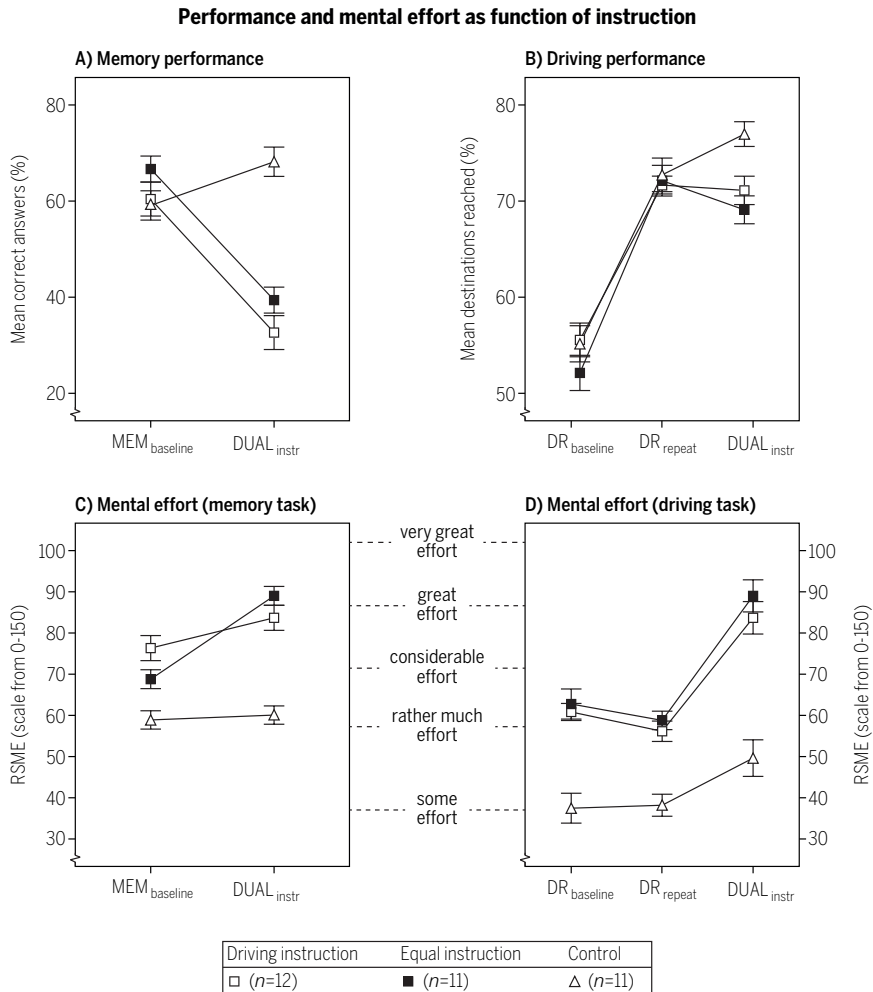 Performance and mental effort as function of instruction
A) Memory performance
80
60
40
20
Mean correct answers (%)
MEM baseline
DUAL instr
B) Driving performance
80
70
60
50
Mean destinations reached (%)
DR baseline
DR repeat
DUAL instr
C) Mental effort (memory task)
100
90
80
70
60
50
40
30
RSME (scale from 0-150)
MEM baseline
DUAL instr
very great
effort
great
effort
considerable
effort
rather much
effort
some
effort
D) Mental effort (driving task)
100
90
80
70
60
50
40
30
RSME (scale from 0-150)
DR baseline
DR repeat
DUAL instr
Driving instruction Equal instruction Control
□ (n=12) ■ (n=11) △ (n=11)